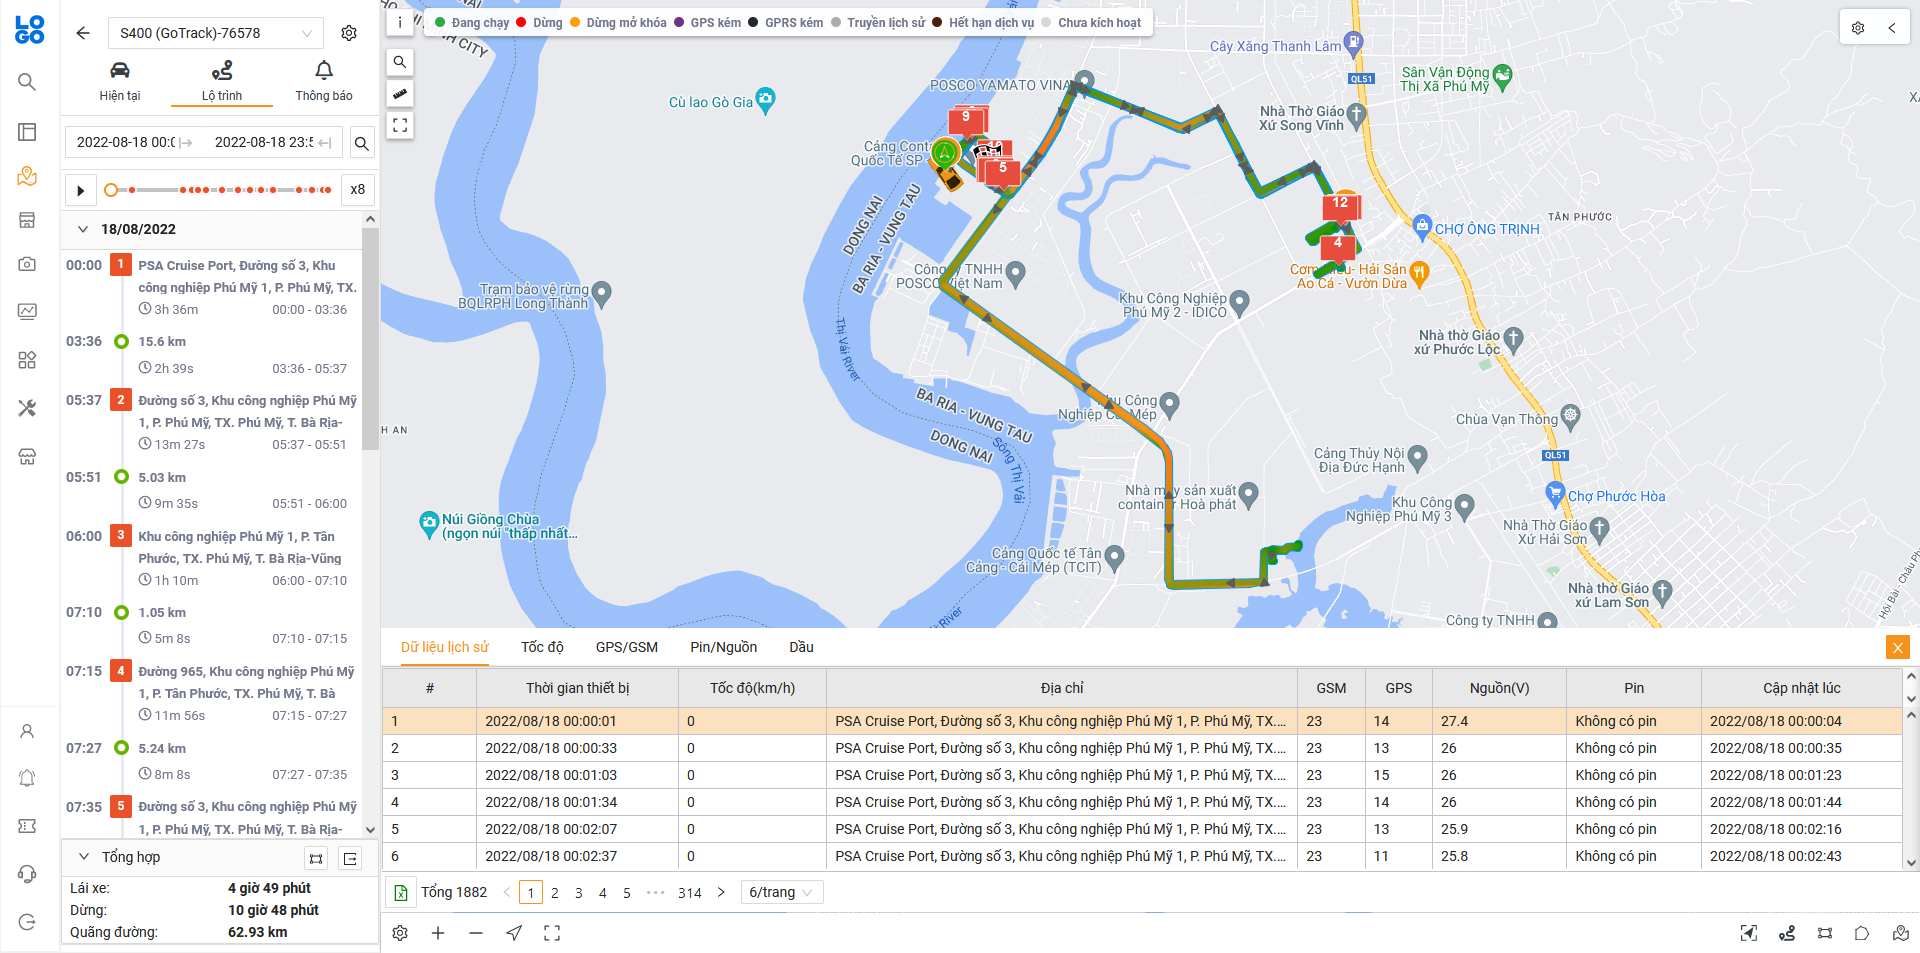 LO
GO
S400 (GoTrack)-76578
Hiện tại
Lộ trình
Thông báo
2022-08-18 00:0
2022-08-18 23:5
x8
18/08/2022
00:00 1 PSA Cruise Port, Đường số 3, Khu
công nghiệp Phú Mỹ 1, P. Phú Mỹ, TX.
3h 36m 00:00 - 03:36
03:36 15.6 km
2h 39s 03:36 - 05:37
05:37 2 Đường số 3, Khu công nghiệp Phú Mỹ
1, P. Phú Mỹ, TX. Phú Mỹ, T. Bà Rịa-
13m 27s 05:37 - 05:51
05:51 5.03 km
9m 35s 05:51 - 06:00
06:00 3 Khu công nghiệp Phú Mỹ 1, P. Tân
Phước, TX. Phú Mỹ, T. Bà Rịa-Vũng
1h 10m 06:00 - 07:10
07:10 1.05 km
5m 8s 07:10 - 07:15
07:15 4 Đường 965, Khu công nghiệp Phú Mỹ
1, P. Tân Phước, TX. Phú Mỹ, T. Bà
11m 56s 07:15 - 07:27
07:27 5.24 km
8m 8s 07:27 - 07:35
07:35 5 Đường số 3, Khu công nghiệp Phú Mỹ
1, P. Phú Mỹ, TX. Phú Mỹ, T. Bà Rịa-
Tổng hợp
Lái xe: 4 giờ 49 phút
Dừng: 10 giờ 48 phút
Quãng đường: 62.93 km
i
Đang chạy Dừng Dừng mở khóa GPS kém GPRS kém Truyền lịch sử Hết hạn dịch vụ Chưa kích hoạt
CITY
Cây Xăng Thanh Lâm
QL51
Sân Vận Động
Thị Xã Phú Mỹ
POSCO YAMATO VINA
Cù lao Gò Gia
Nhà Thờ Giáo
Xứ Song Vĩnh
9
Cảng Conta
Quốc Tế SP
5
DONG NAI
BA RIA - VUNG TAU
12
4
TÂN PHƯỚC
CHỢ ÔNG TRỊNH
Công ty TNHH
POSCO Việt Nam
Hải Sản
Ao Cá - Vườn Dừa
Trạm bảo vệ rừng
BQLRPH Long Thành
Khu Công Nghiệp
Phú Mỹ 2 - IDICO
Thị Vải River
Nhà thờ Giáo
xứ Phước Lộc
BA RIA - VUNG TAU
DONG NAI
Khu Công
Nghiệp Cái Mép
Chùa Vạn Thông
H AN
Sông Thị Vải
QL51
Cảng Thủy Nội
Địa Đức Hạnh
Nhà máy sản xuất
container Hoà phát
Chợ Phước Hòa
Khu Công
Nghiệp Phú Mỹ 3
Núi Giồng Chùa
(ngọn núi "thấp nhất...
Nhà Thờ Giáo
Xứ Hải Sơn
Cảng Quốc tế Tân
Cảng - Cái Mép (TCIT)
Nhà thờ Giáo
xứ Lam Sơn
River
Công ty TNHH
Dữ liệu lịch sử Tốc độ GPS/GSM Pin/Nguồn Dầu X
# Thời gian thiết bị Tốc độ(km/h) Địa chỉ GSM GPS Nguồn(V) Pin Cập nhật lúc
1 2022/08/18 00:00:01 0 PSA Cruise Port, Đường số 3, Khu công nghiệp Phú Mỹ 1, P. Phú Mỹ, TX.... 23 14 27.4 Không có pin 2022/08/18 00:00:04
2 2022/08/18 00:00:33 0 PSA Cruise Port, Đường số 3, Khu công nghiệp Phú Mỹ 1, P. Phú Mỹ, TX.... 23 13 26 Không có pin 2022/08/18 00:00:35
3 2022/08/18 00:01:03 0 PSA Cruise Port, Đường số 3, Khu công nghiệp Phú Mỹ 1, P. Phú Mỹ, TX.... 23 15 26 Không có pin 2022/08/18 00:01:23
4 2022/08/18 00:01:34 0 PSA Cruise Port, Đường số 3, Khu công nghiệp Phú Mỹ 1, P. Phú Mỹ, TX.... 23 14 26 Không có pin 2022/08/18 00:01:44
5 2022/08/18 00:02:07 0 PSA Cruise Port, Đường số 3, Khu công nghiệp Phú Mỹ 1, P. Phú Mỹ, TX.... 23 13 25.9 Không có pin 2022/08/18 00:02:16
6 2022/08/18 00:02:37 0 PSA Cruise Port, Đường số 3, Khu công nghiệp Phú Mỹ 1, P. Phú Mỹ, TX.... 23 11 25.8 Không có pin 2022/08/18 00:02:43
Tổng 1882 < 1 2 3 4 5 ••• 314 > 6/trang